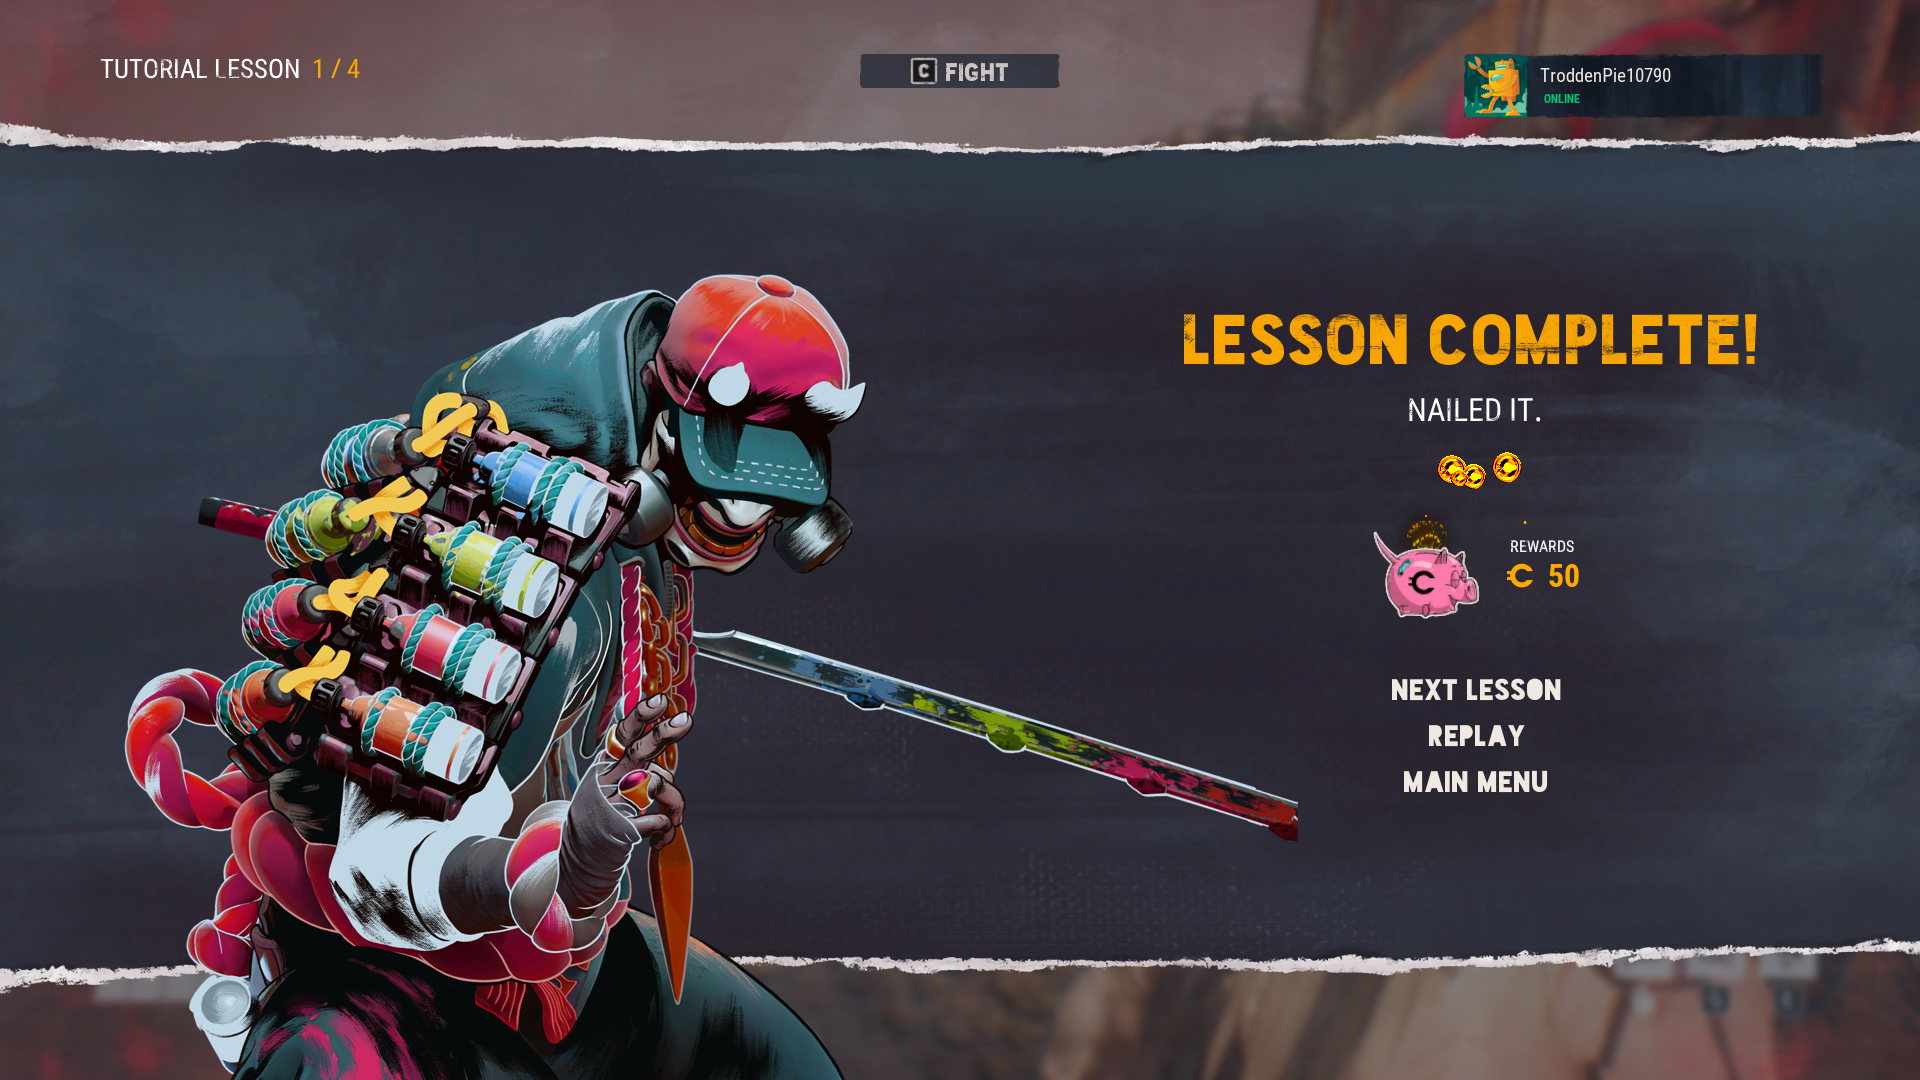 TUTORIAL LESSON 1 / 4
C FIGHT
TroddenPie10790
ONLINE
LESSON COMPLETE!
NAILED IT.
REWARDS
50
NEXT LESSON
REPLAY
MAIN MENU